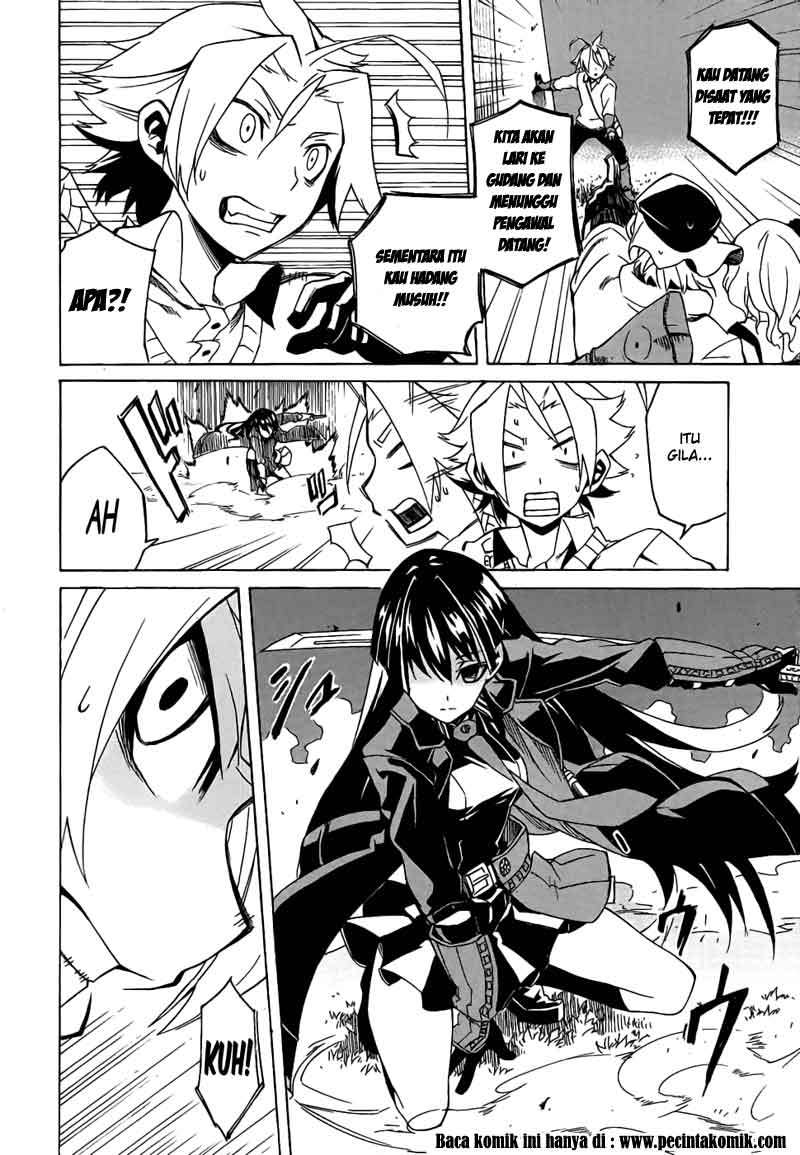 KAU DATANG
DISAAT YANG
TEPAT!!!
KITA AKAN
LARI KE
GUDANG DAN
MENUNGGU
PENGAWAL
DATANG!
SEMENTARA ITU
KAU HADANG
MUSUH!!
APA?!
ITU
GILA...
AH
KUH!
Baca komik ini hanya di : www.pecintakomik.com